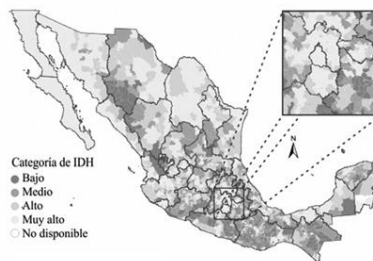 N
Categoría de IDH
Bajo
Medio
Alto
Muy alto
No disponible